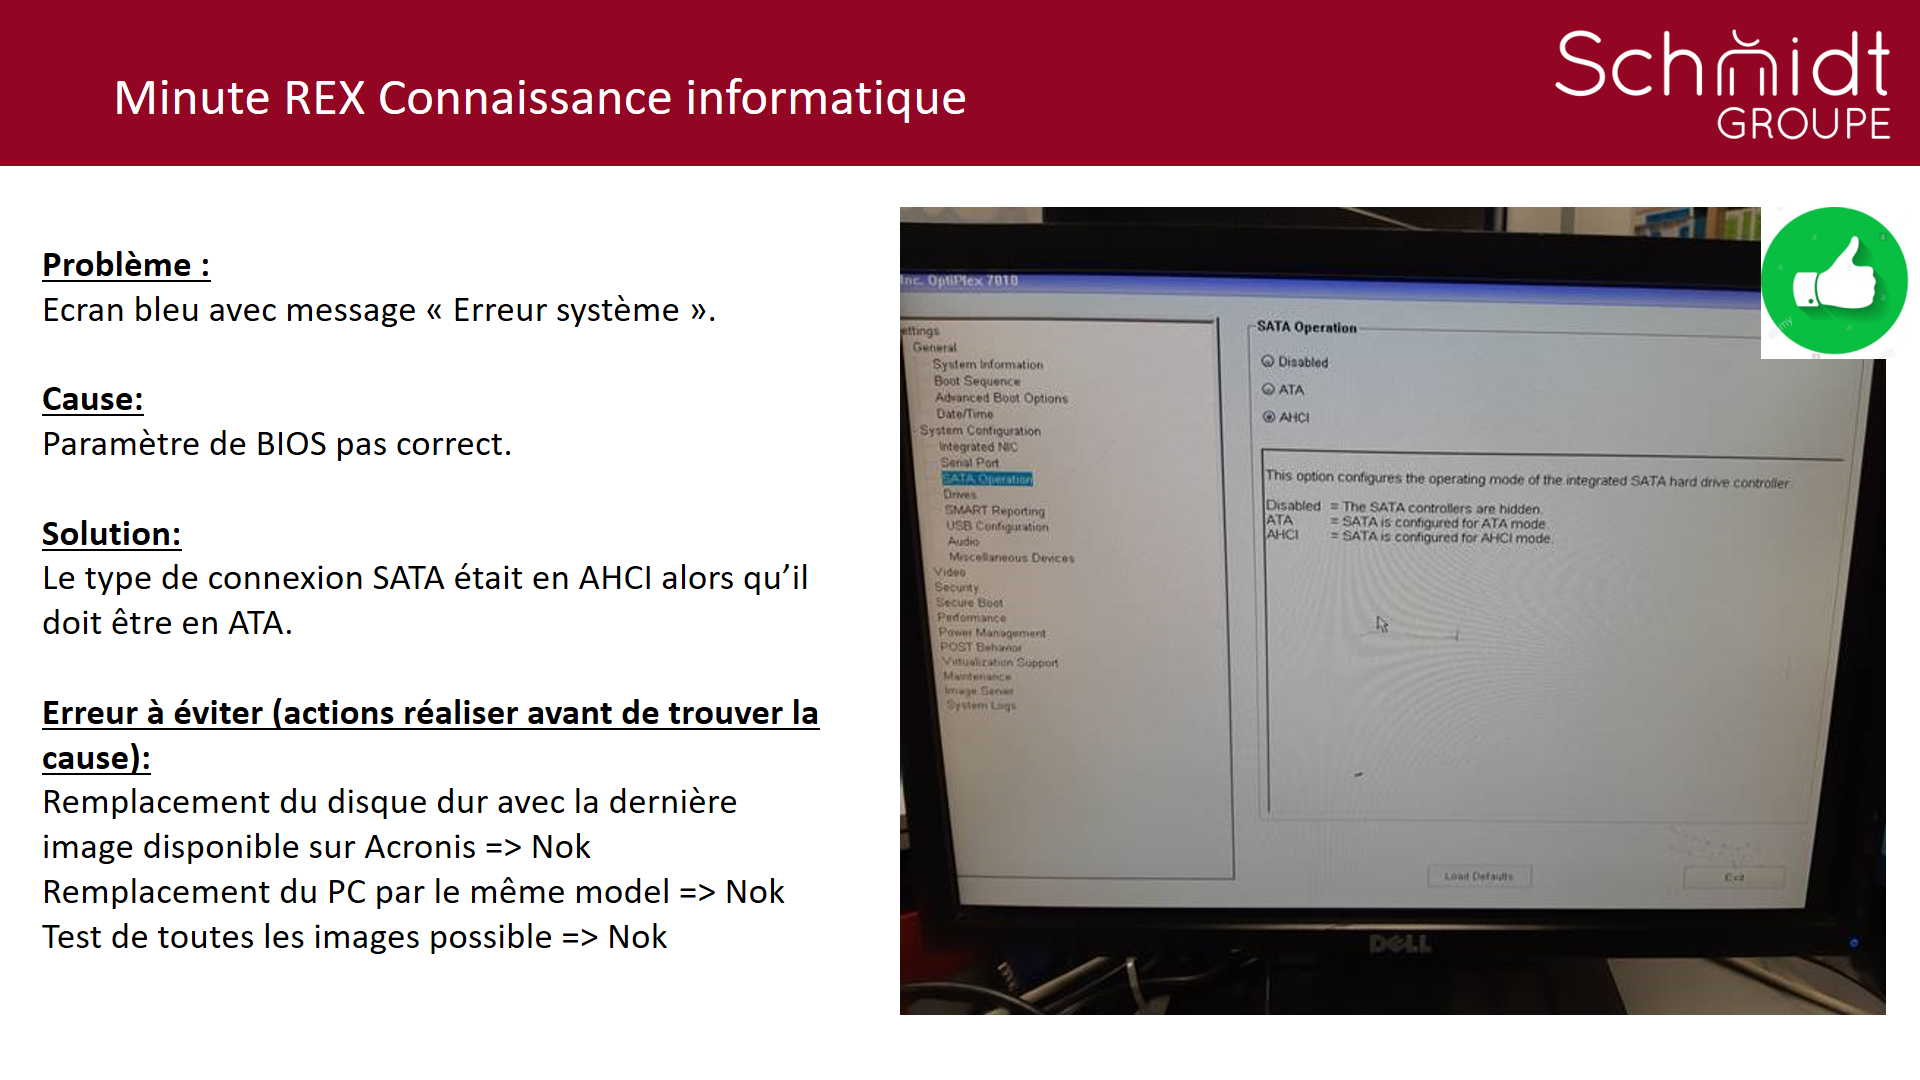 Minute REX Connaissance informatique
Schmidt
GROUPE
Problème :
Ecran bleu avec message « Erreur système ».
Cause:
Paramètre de BIOS pas correct.
Solution:
Le type de connexion SATA était en AHCI alors qu’il
doit être en ATA.
Erreur à éviter (actions réaliser avant de trouver la
cause):
Remplacement du disque dur avec la dernière
image disponible sur Acronis => Nok
Remplacement du PC par le même model => Nok
Test de toutes les images possible => Nok
Inc. OptiPlex 7010
ettings
General
System Information
Boot Sequence
Advanced Boot Options
Date/Time
System Configuration
Integrated NIC
Serial Port
SATA Operation
Drives
SMART Reporting
USB Configuration
Audio
Miscellaneous Devices
Video
Security
Secure Boot
Performance
Power Management
POST Behavior
Virtualization Support
Maintenance
Image Server
System Logs
SATA Operation
Disabled
ATA
AHCI
This option configures the operating mode of the integrated SATA hard drive controller
Disabled = The SATA controllers are hidden.
ATA = SATA is configured for ATA mode.
AHCI = SATA is configured for AHCI mode.
Load Defaults
Exit
DELL